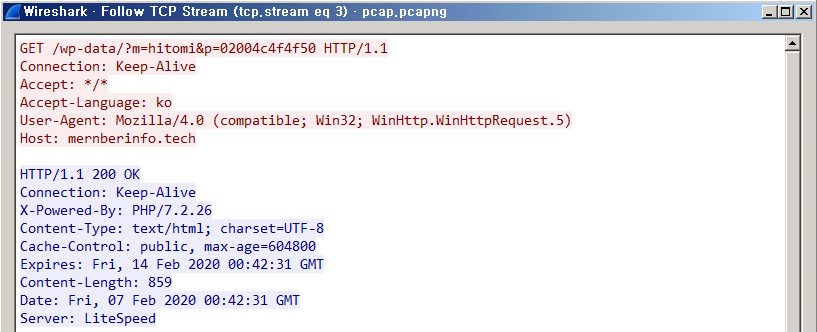 Wireshark · Follow TCP Stream (tcp.stream eq 3) · pcap.pcapng
GET /wp-data/?m=hitomi&p=02004c4f4f50 HTTP/1.1
Connection: Keep-Alive
Accept: */*
Accept-Language: ko
User-Agent: Mozilla/4.0 (compatible; Win32; WinHttp.WinHttpRequest.5)
Host: mernberinfo.tech
HTTP/1.1 200 OK
Connection: Keep-Alive
X-Powered-By: PHP/7.2.26
Content-Type: text/html; charset=UTF-8
Cache-Control: public, max-age=604800
Expires: Fri, 14 Feb 2020 00:42:31 GMT
Content-Length: 859
Date: Fri, 07 Feb 2020 00:42:31 GMT
Server: LiteSpeed